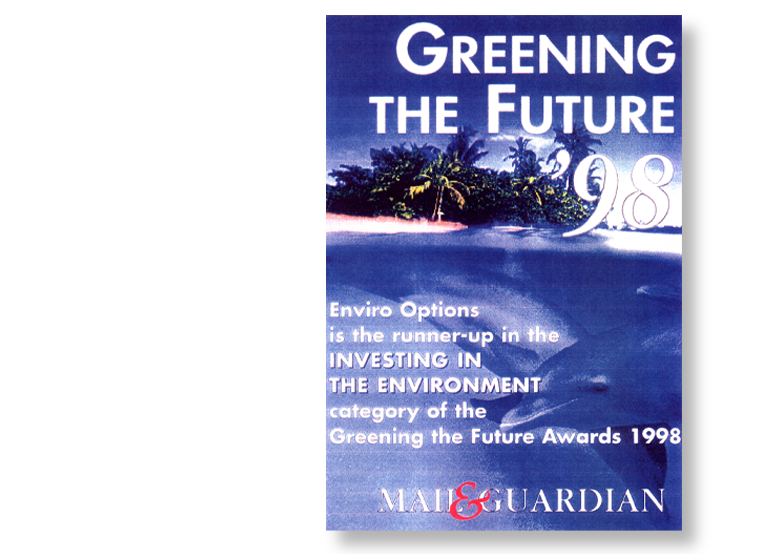 GREENING
THE FUTURE
’98
Enviro Options
is the runner-up in the
INVESTING IN
THE ENVIRONMENT
category of the
Greening the Future Awards 1998
MAIL&GUARDIAN